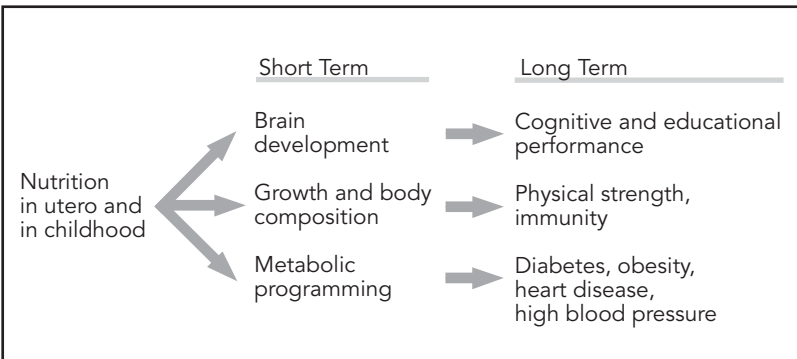 Short Term
Long Term
Nutrition
in utero and
in childhood
Brain
development
Cognitive and educational
performance
Growth and body
composition
Physical strength,
immunity
Metabolic
programming
Diabetes, obesity,
heart disease,
high blood pressure